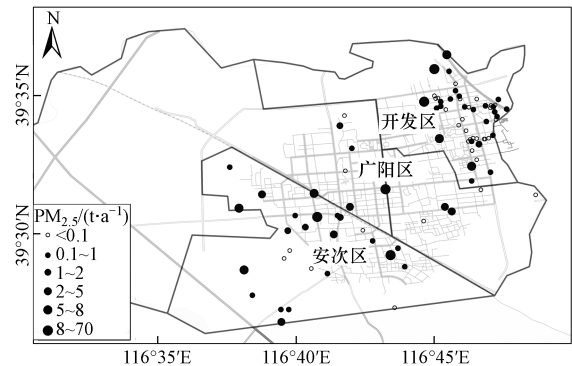 N
39°35′N
39°30′N
开发区
广阳区
安次区
PM2.5/(t·a⁻¹)
<0.1
0.1~1
1~2
2~5
5~8
8~70
116°35′E
116°40′E
116°45′E